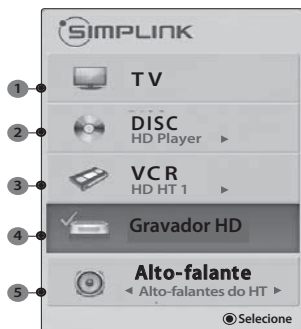 SIMPLINK
1 TV
2 DISC
HD Player ►
3 VCR
HD HT 1 ►
4 Gravador HD
5 Alto-falante
◄ Alto-falantes do HT ►
◉ Selecione